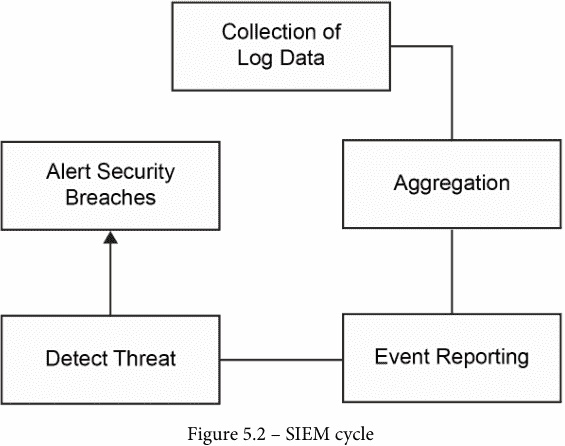 Collection of
Log Data
Aggregation
Event Reporting
Detect Threat
Alert Security
Breaches
Figure 5.2 – SIEM cycle